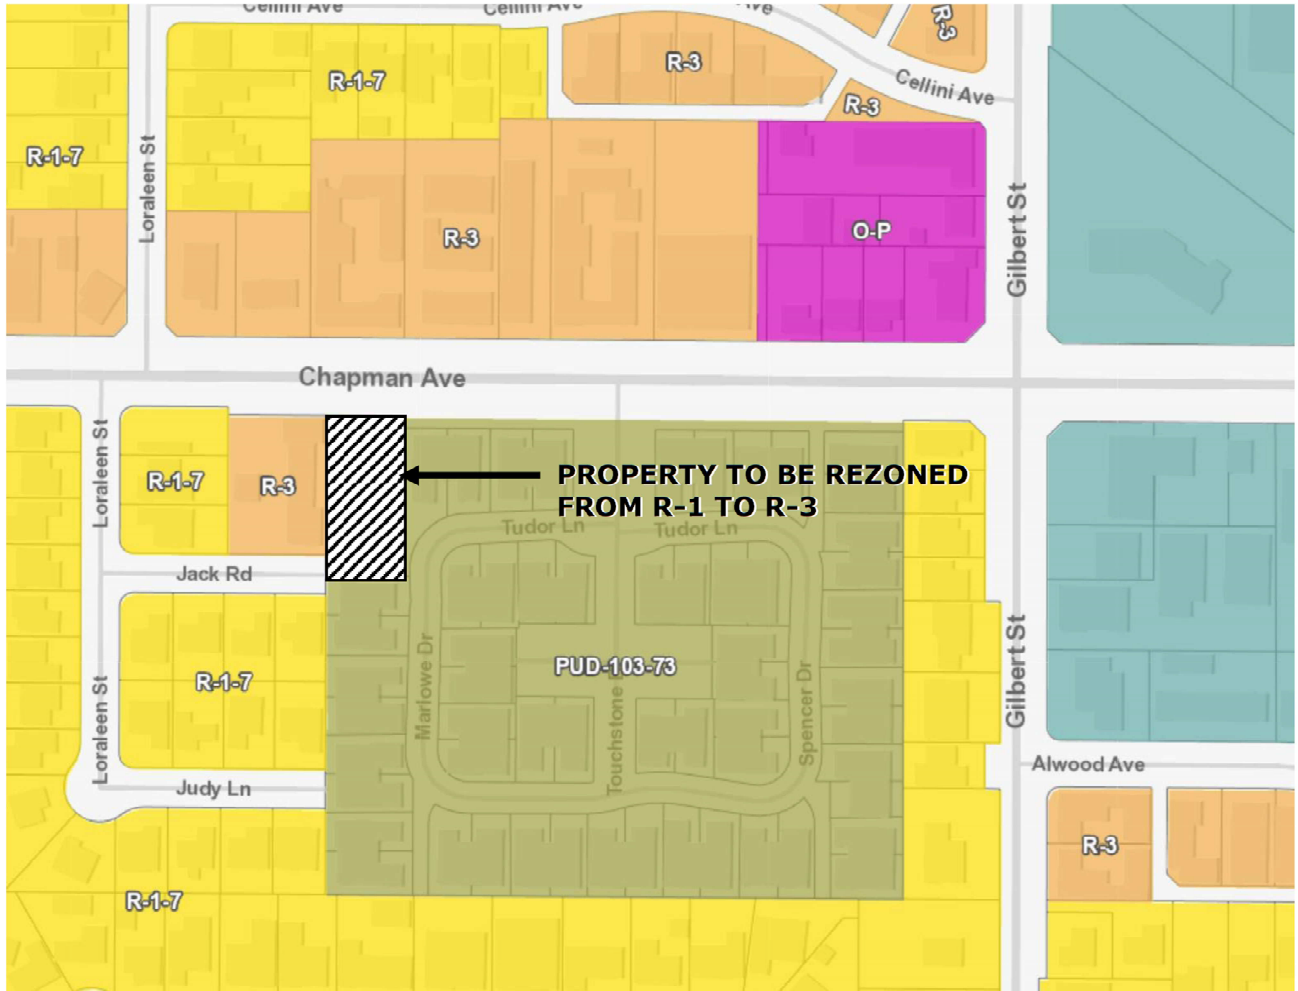 Cellini Ave
Cellini Ave
Ave
R-3
R-1-7
R-3
Cellini Ave
R-3
R-1-7
Loraleen St
R-3
O-P
Gilbert St
Chapman Ave
Loraleen St
R-1-7
R-3
PROPERTY TO BE REZONED
FROM R-1 TO R-3
Tudor Ln
Tudor Ln
Jack Rd
R-1-7
Marlowe Dr
PUD-103-73
Touchstone
Spencer Dr
Gilbert St
Loraleen St
Judy Ln
Alwood Ave
R-3
R-1-7